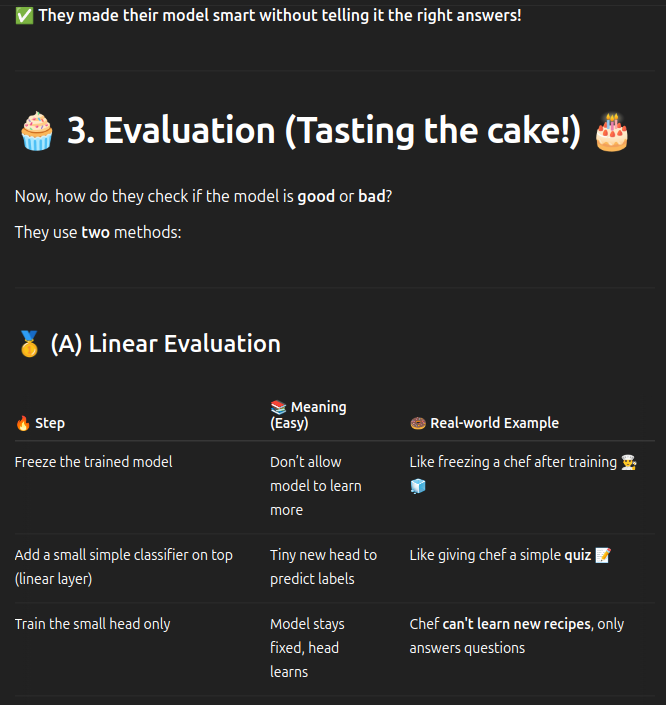 ✅ They made their model smart without telling it the right answers!
🧁 3. Evaluation (Tasting the cake!) 🎂
Now, how do they check if the model is good or bad?
They use two methods:
🥇 (A) Linear Evaluation
🔥 Step
📚 Meaning
(Easy)
🍩 Real-world Example
Freeze the trained model
Don’t allow
model to learn
more
Like freezing a chef after training 👨‍🍳
🧊
Add a small simple classifier on top
(linear layer)
Tiny new head to
predict labels
Like giving chef a simple quiz 📝
Train the small head only
Model stays
fixed, head
learns
Chef can't learn new recipes, only
answers questions